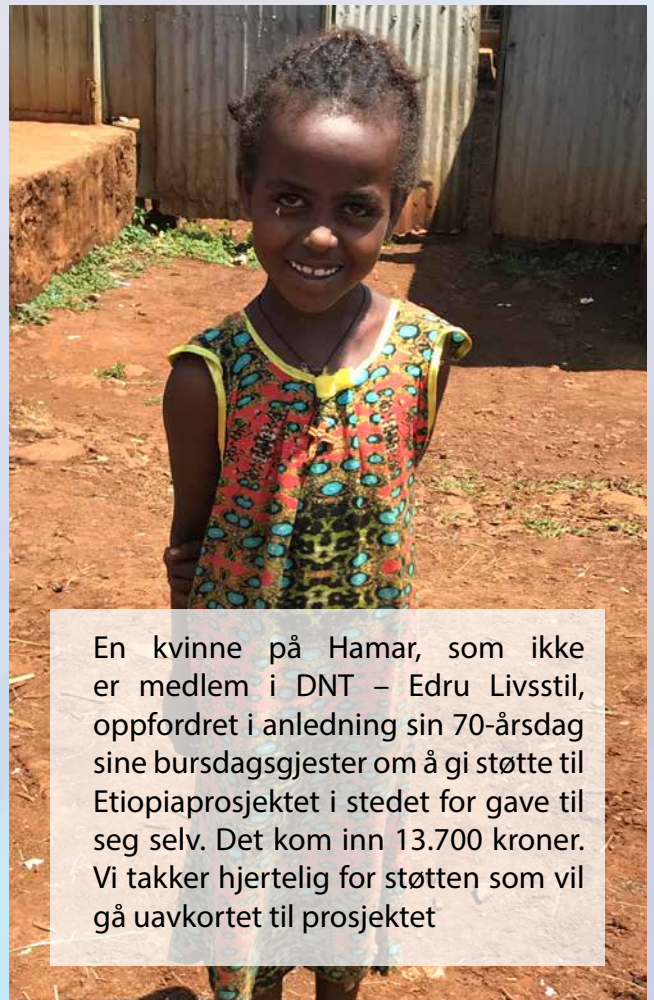 En kvinne på Hamar, som ikke
er medlem i DNT – Edru Livsstil,
oppfordret i anledning sin 70-årsdag
sine bursdagsgjester om å gi støtte til
Etiopiaprosjektet i stedet for gave til
seg selv. Det kom inn 13.700 kroner.
Vi takker hjertelig for støtten som vil
gå uavkortet til prosjektet